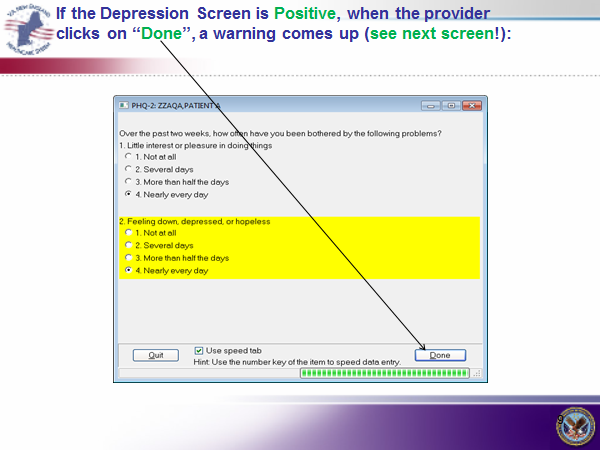 VA NEW ENGLAND
HEALTHCARE SYSTEM
If the Depression Screen is Positive, when the provider
clicks on “Done”, a warning comes up (see next screen!):
PHQ-2: ZZAQA,PATIENT A
Over the past two weeks, how often have you been bothered by the following problems?
1. Little interest or pleasure in doing things
1. Not at all
2. Several days
3. More than half the days
4. Nearly every day
2. Feeling down, depressed, or hopeless
1. Not at all
2. Several days
3. More than half the days
4. Nearly every day
Quit
Use speed tab
Done
Hint: Use the number key of the item to speed data entry.